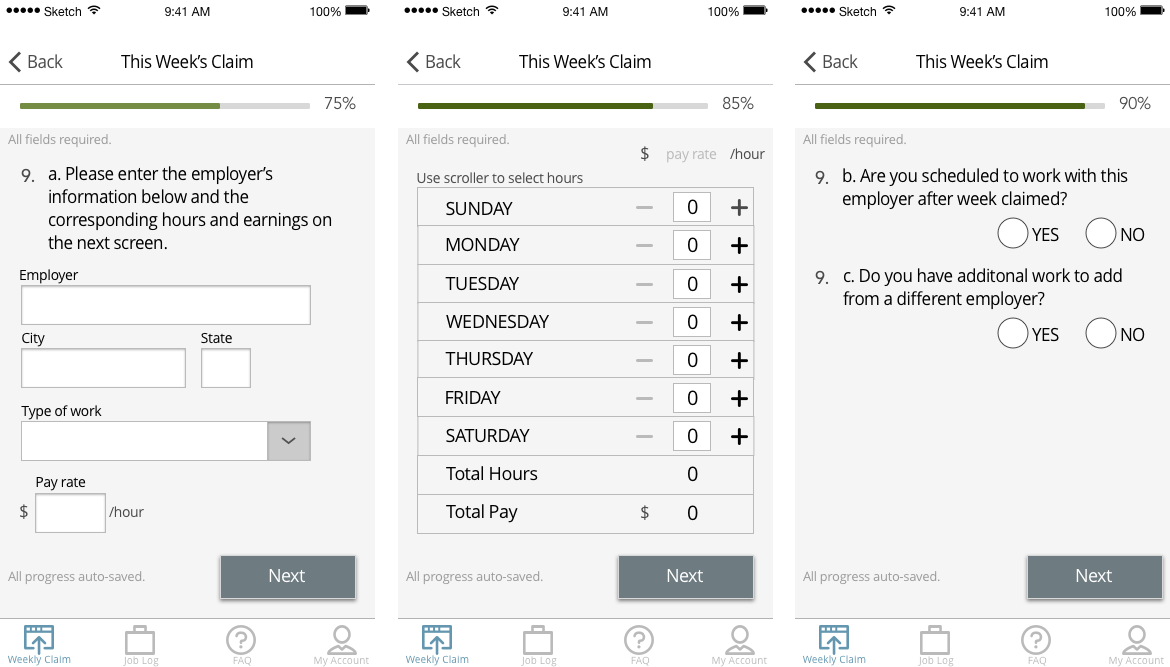 ●●●●● Sketch 9:41 AM 100%
Back This Week's Claim
75%
All fields required.
9. a. Please enter the employer's
information below and the
corresponding hours and earnings on
the next screen.
Employer
City State
Type of work
Pay rate
$ /hour
All progress auto-saved. Next
Weekly Claim Job Log FAQ My Account
●●●●● Sketch 9:41 AM 100%
Back This Week's Claim
85%
All fields required.
$ pay rate /hour
Use scroller to select hours
SUNDAY — 0 +
MONDAY — 0 +
TUESDAY — 0 +
WEDNESDAY — 0 +
THURSDAY — 0 +
FRIDAY — 0 +
SATURDAY — 0 +
Total Hours 0
Total Pay $ 0
All progress auto-saved. Next
Weekly Claim Job Log FAQ My Account
●●●●● Sketch 9:41 AM 100%
Back This Week's Claim
90%
All fields required.
9. b. Are you scheduled to work with this
employer after week claimed?
YES NO
9. c. Do you have additonal work to add
from a different employer?
YES NO
All progress auto-saved. Next
Weekly Claim Job Log FAQ My Account